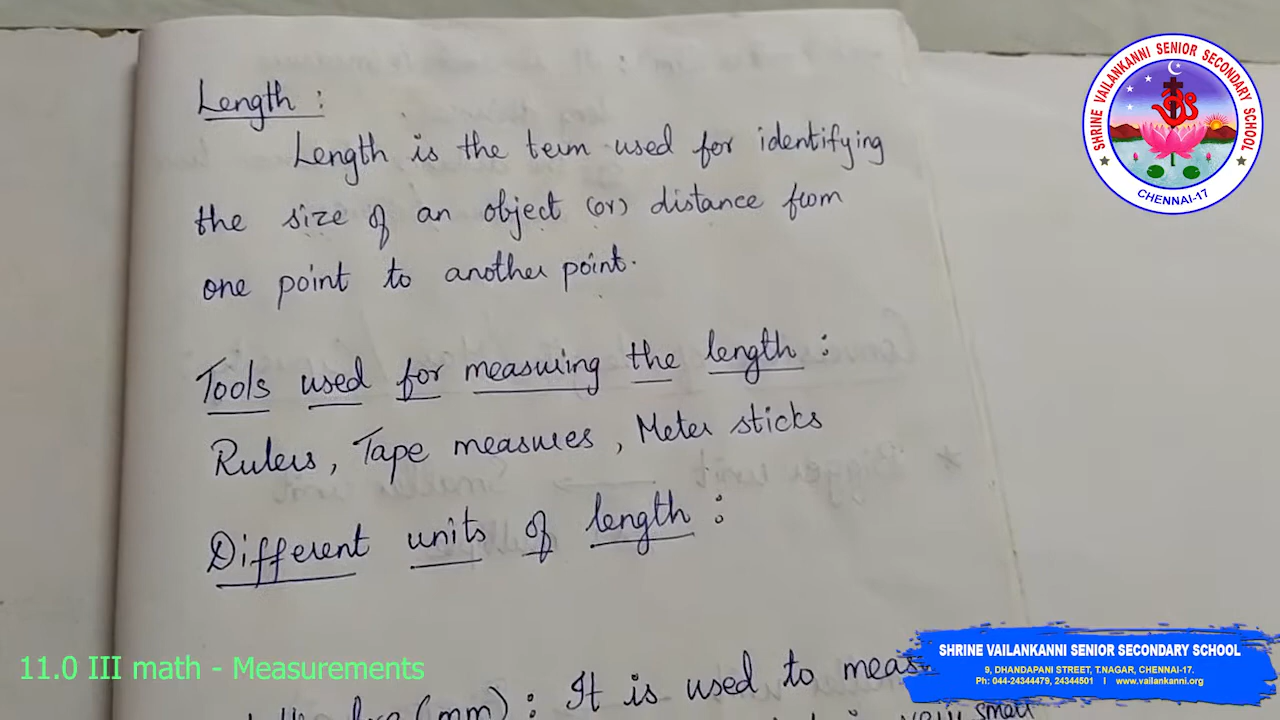 Length :
Length is the term used for identifying
the size of an object (or) distance from
one point to another point.
Tools used for measuring the length :
Rulers, Tape measures, Meter sticks
Different units of length :
(mm) : It is used to
very small
SHRINE VAILANKANNI SENIOR SECONDARY SCHOOL
CHENNAI-17
11.0 III math - Measurements
SHRINE VAILANKANNI SENIOR SECONDARY SCHOOL
9, DHANDAPANI STREET, T.NAGAR, CHENNAI-17.
Ph: 044-24344479, 24344501 I www.vailankanni.org